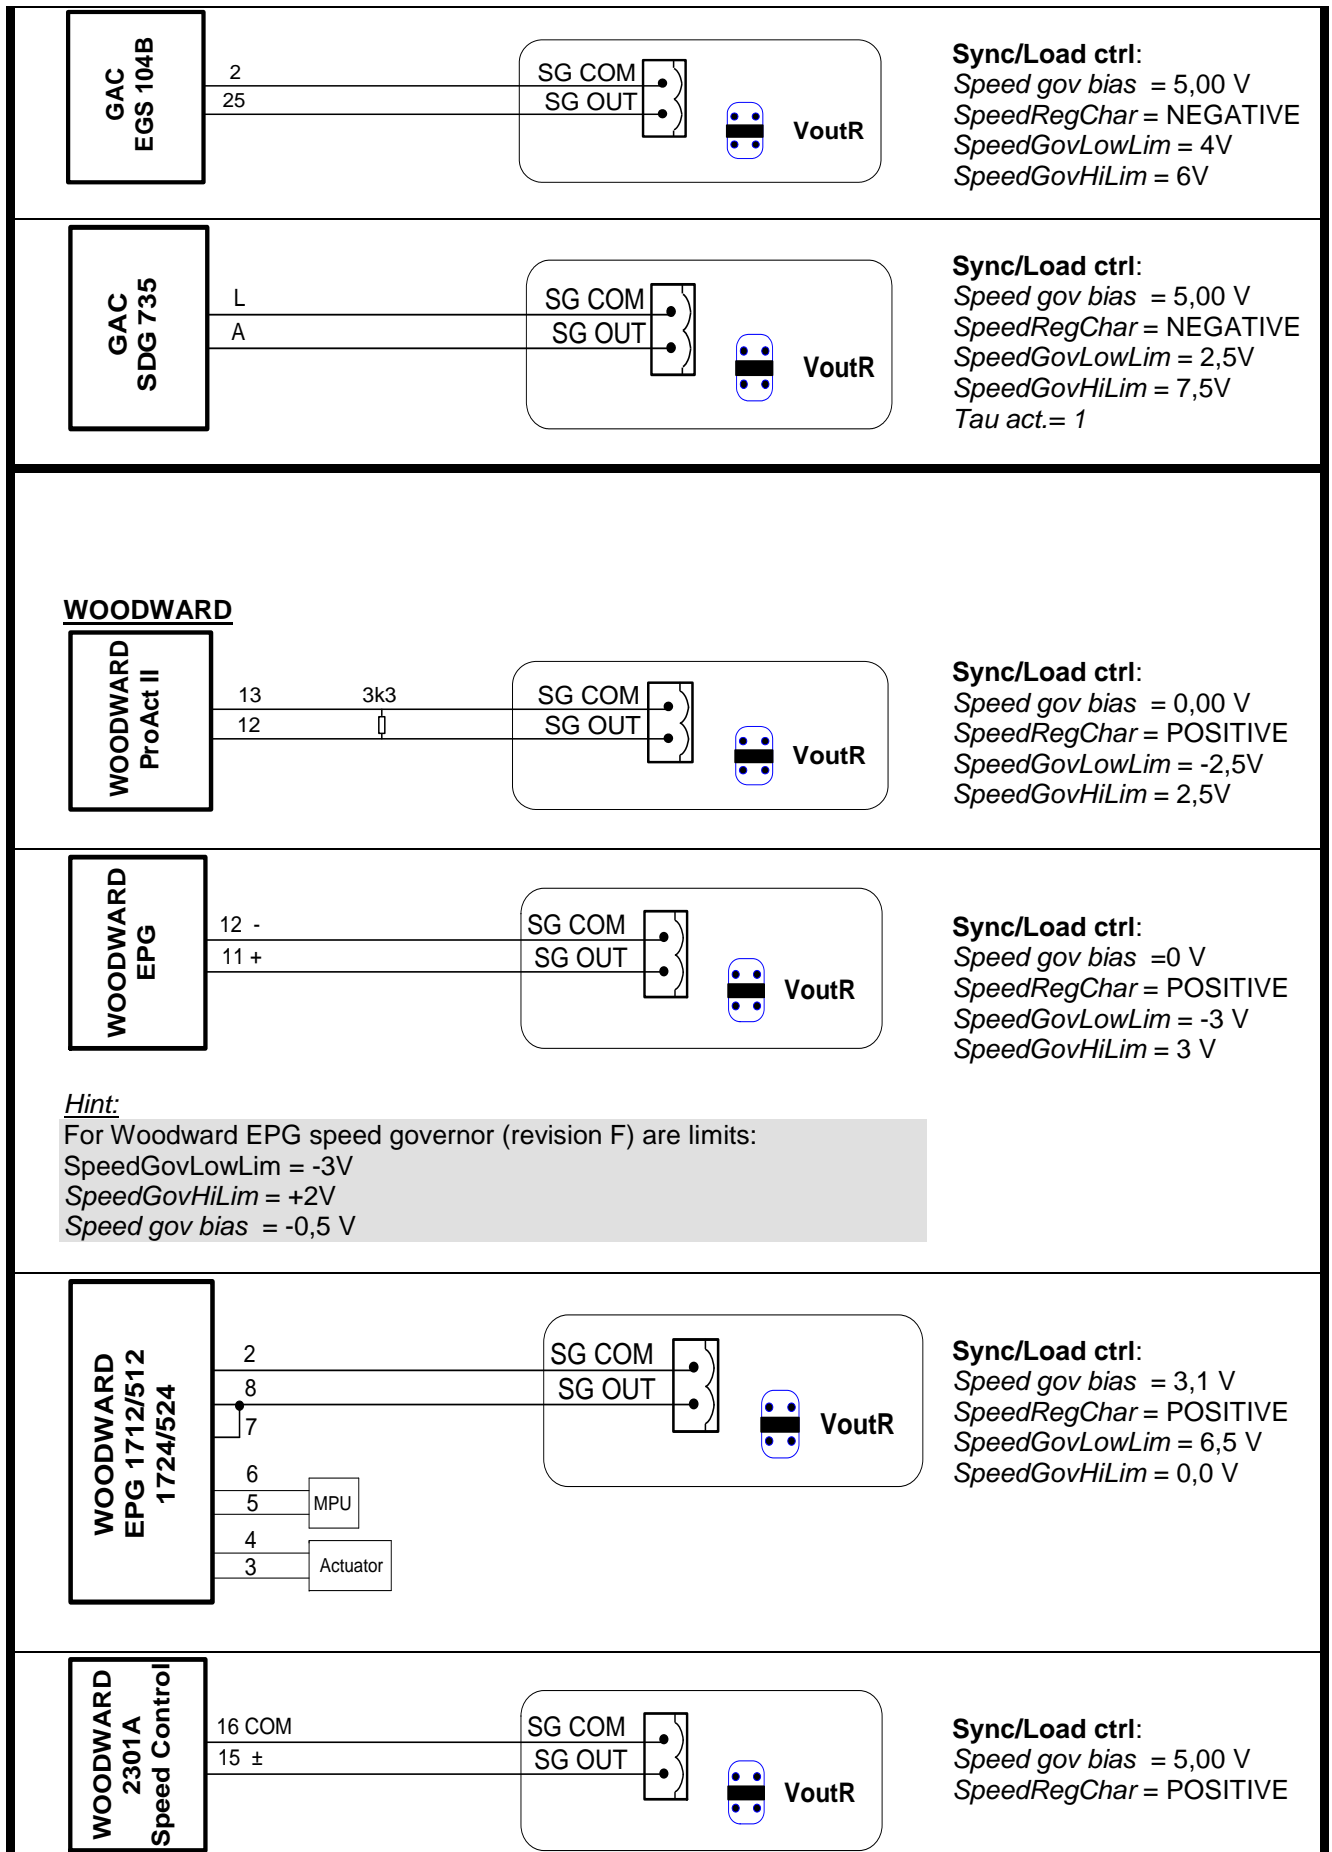 GAC
EGS 104B
2
25
SG COM
SG OUT
VoutR
Sync/Load ctrl:
Speed gov bias = 5,00 V
SpeedRegChar = NEGATIVE
SpeedGovLowLim = 4V
SpeedGovHiLim = 6V
GAC
SDG 735
L
A
SG COM
SG OUT
VoutR
Sync/Load ctrl:
Speed gov bias = 5,00 V
SpeedRegChar = NEGATIVE
SpeedGovLowLim = 2,5V
SpeedGovHiLim = 7,5V
Tau act.= 1
WOODWARD
WOODWARD
ProAct II
13
12
3k3
SG COM
SG OUT
VoutR
Sync/Load ctrl:
Speed gov bias = 0,00 V
SpeedRegChar = POSITIVE
SpeedGovLowLim = -2,5V
SpeedGovHiLim = 2,5V
WOODWARD
EPG
12 -
11 +
SG COM
SG OUT
VoutR
Sync/Load ctrl:
Speed gov bias =0 V
SpeedRegChar = POSITIVE
SpeedGovLowLim = -3 V
SpeedGovHiLim = 3 V
Hint:
For Woodward EPG speed governor (revision F) are limits:
SpeedGovLowLim = -3V
SpeedGovHiLim = +2V
Speed gov bias = -0,5 V
WOODWARD
EPG 1712/512
1724/524
2
8
7
6
5
4
3
MPU
Actuator
SG COM
SG OUT
VoutR
Sync/Load ctrl:
Speed gov bias = 3,1 V
SpeedRegChar = POSITIVE
SpeedGovLowLim = 6,5 V
SpeedGovHiLim = 0,0 V
WOODWARD
2301A
Speed Control
16 COM
15 ±
SG COM
SG OUT
VoutR
Sync/Load ctrl:
Speed gov bias = 5,00 V
SpeedRegChar = POSITIVE